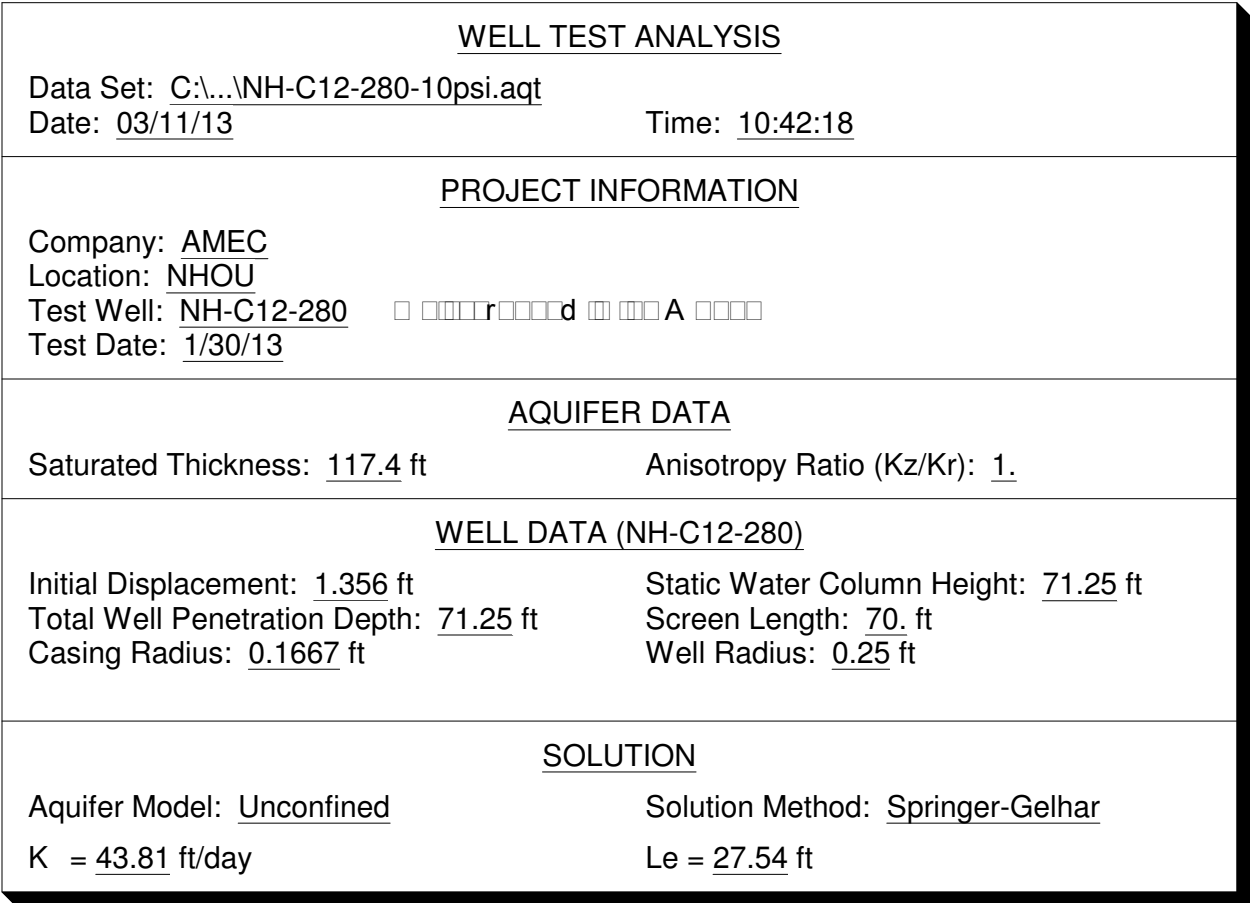 WELL TEST ANALYSIS
Data Set: C:\...\NH-C12-280-10psi.aqt
Date: 03/11/13 Time: 10:42:18
PROJECT INFORMATION
Company: AMEC
Location: NHOU
Test Well: NH-C12-280
Test Date: 1/30/13
AQUIFER DATA
Saturated Thickness: 117.4 ft Anisotropy Ratio (Kz/Kr): 1.
WELL DATA (NH-C12-280)
Initial Displacement: 1.356 ft Static Water Column Height: 71.25 ft
Total Well Penetration Depth: 71.25 ft Screen Length: 70. ft
Casing Radius: 0.1667 ft Well Radius: 0.25 ft
SOLUTION
Aquifer Model: Unconfined Solution Method: Springer-Gelhar
K = 43.81 ft/day Le = 27.54 ft